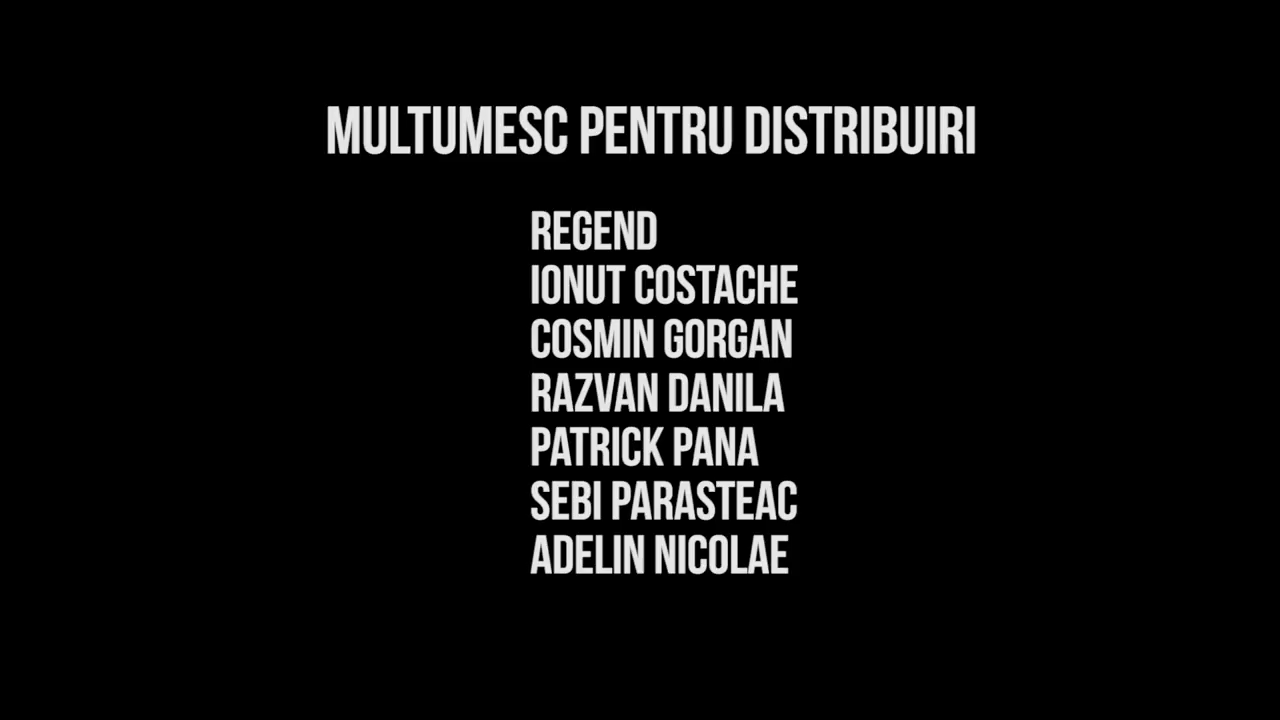 MULTUMESC PENTRU DISTRIBUIRI
REGEND
IONUT COSTACHE
COSMIN GORGAN
RAZVAN DANILA
PATRICK PANA
SEBI PARASTEAC
ADELIN NICOLAE